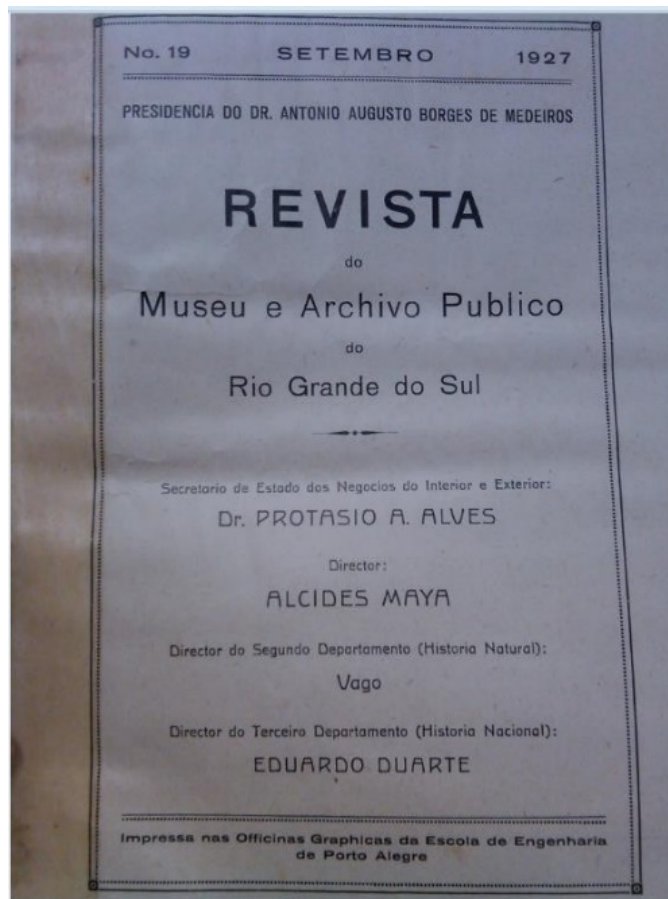 No. 19 SETEMBRO 1927
PRESIDENCIA DO DR. ANTONIO AUGUSTO BORGES DE MEDEIROS
REVISTA
do
Museu e Archivo Publico
do
Rio Grande do Sul
Secretario de Estado dos Negocios do Interior e Exterior:
Dr. PROTASIO A. ALVES
Director:
ALCIDES MAYA
Director do Segundo Departamento (Historia Natural):
Vago
Director do Terceiro Departamento (Historia Nacional):
EDUARDO DUARTE
Impressa nas Officinas Graphicas da Escola de Engenharia
de Porto Alegre